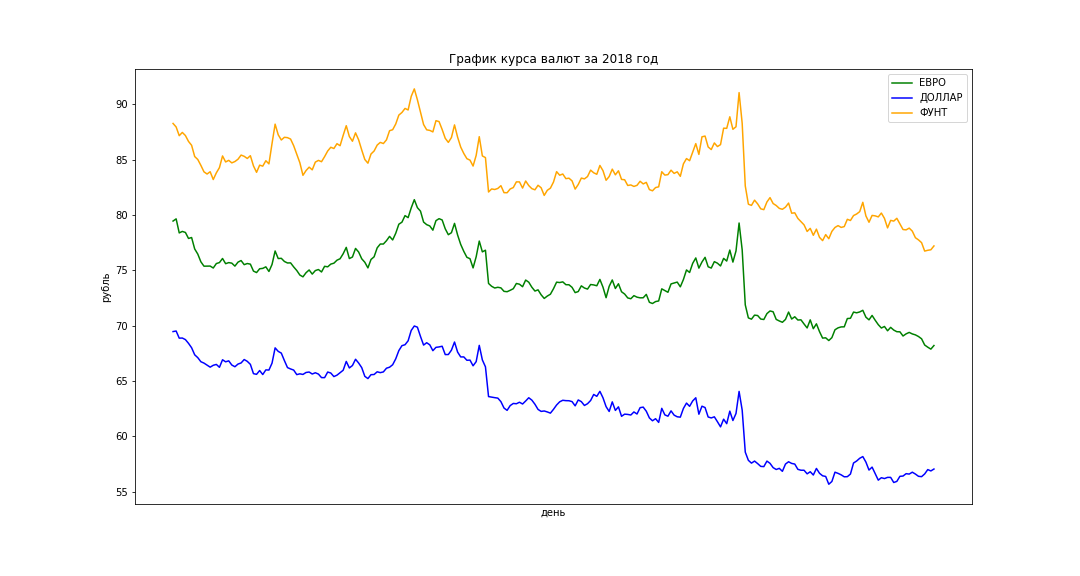 График курса валют за 2018 год
ЕВРО
ДОЛЛАР
ФУНТ
90
85
80
75
70
65
60
55
рубль
день